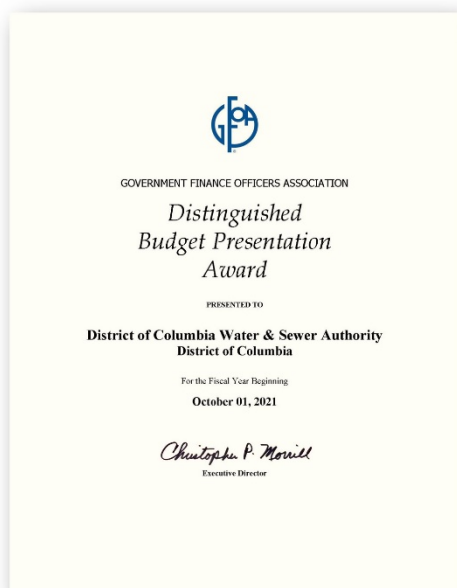 GFOA
GOVERNMENT FINANCE OFFICERS ASSOCIATION
Distinguished
Budget Presentation
Award
PRESENTED TO
District of Columbia Water & Sewer Authority
District of Columbia
For the Fiscal Year Beginning
October 01, 2021
Christopher P. Morrill
Executive Director